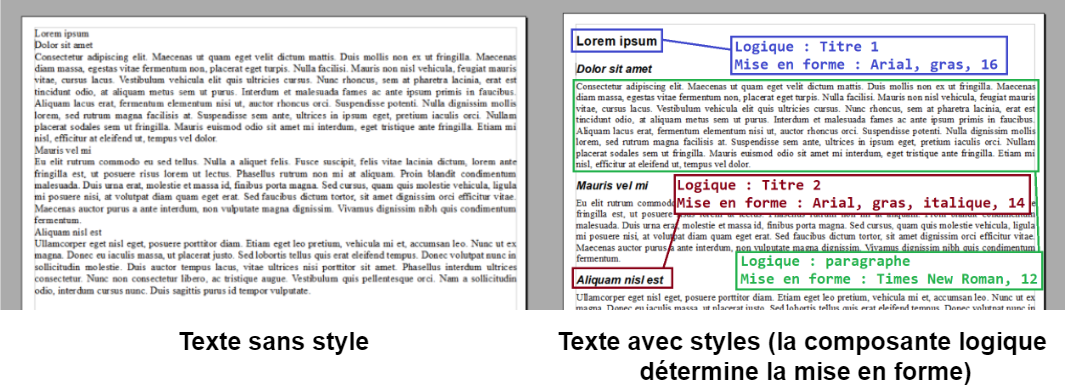 Lorem ipsum
Dolor sit amet
Consectetur adipiscing elit. Maecenas ut quam eget velit dictum mattis. Duis mollis non ex ut fringilla. Maecenas
diam massa, egestas vitae fermentum non, placerat eget turpis. Nulla facilisi. Mauris non nisl vehicula, feugiat mauris
vitae, cursus lacus. Vestibulum vehicula elit quis ultricies cursus. Nunc rhoncus, sem at pharetra lacinia, erat est
tincidunt odio, at aliquam metus sem ut purus. Interdum et malesuada fames ac ante ipsum primis in faucibus.
Aliquam lacus erat, fermentum elementum nisi ut, auctor rhoncus orci. Suspendisse potenti. Nulla dignissim mollis
lorem, sed rutrum magna facilisis at. Suspendisse sem ante, ultrices in ipsum eget, pretium iaculis orci. Nullam
placerat sodales sem ut fringilla. Mauris euismod odio sit amet mi interdum, eget tristique ante fringilla. Etiam mi
nisl, efficitur at eleifend ut, tempus vel dolor.
Mauris vel mi
Eu elit rutrum commodo eu sed tellus. Nulla a aliquet felis. Fusce suscipit, felis vitae lacinia dictum, lorem ante
fringilla est, ut posuere risus lorem ut lectus. Phasellus rutrum non mi at aliquam. Proin blandit condimentum
malesuada. Duis urna erat, molestie et massa id, finibus porta magna. Sed cursus, quam quis molestie vehicula, ligula
mi posuere nisi, at volutpat diam quam eget erat. Sed faucibus dictum tortor, sit amet dignissim orci efficitur vitae.
Maecenas auctor purus a ante interdum, non vulputate magna dignissim. Vivamus dignissim nibh quis condimentum
fermentum.
Aliquam nisl est
Ullamcorper eget nisl eget, posuere porttitor diam. Etiam eget leo pretium, vehicula mi et, accumsan leo. Nunc ut ex
magna. Donec eu iaculis massa, ut placerat justo. Sed lobortis tellus quis erat eleifend tempus. Donec volutpat nunc in
sollicitudin molestie. Duis auctor tempus lacus, vitae ultrices nisi porttitor sit amet. Phasellus interdum ultrices
consectetur. Nunc non consectetur libero, ac tristique augue. Vestibulum quis pellentesque orci. Nam a sollicitudin
odio, interdum cursus nunc. Duis sagittis purus id tempor vulputate.
Texte sans style
Lorem ipsum
Logique : Titre 1
Mise en forme : Arial, gras, 16
Dolor sit amet
Consectetur adipiscing elit. Maecenas ut quam eget velit dictum mattis. Duis mollis non ex ut fringilla. Maecenas
diam massa, egestas vitae fermentum non, placerat eget turpis. Nulla facilisi. Mauris non nisl vehicula, feugiat mauris
vitae, cursus lacus. Vestibulum vehicula elit quis ultricies cursus. Nunc rhoncus, sem at pharetra lacinia, erat est
tincidunt odio, at aliquam metus sem ut purus. Interdum et malesuada fames ac ante ipsum primis in faucibus.
Aliquam lacus erat, fermentum elementum nisi ut, auctor rhoncus orci. Suspendisse potenti. Nulla dignissim mollis
lorem, sed rutrum magna facilisis at. Suspendisse sem ante, ultrices in ipsum eget, pretium iaculis orci. Nullam
placerat sodales sem ut fringilla. Mauris euismod odio sit amet mi interdum, eget tristique ante fringilla. Etiam mi
nisl, efficitur at eleifend ut, tempus vel dolor.
Mauris vel mi
Logique : Titre 2
Mise en forme : Arial, gras, italique, 14
Eu elit rutrum
fringilla est, ut posuere
malesuada. Duis urna erat, molestie et massa id, finibus porta magna. Sed cursus, quam quis molestie vehicula, ligula
mi posuere nisi, at volutpat diam quam eget erat. Sed faucibus dictum tortor, sit amet dignissim orci efficitur vitae.
Maecenas auctor purus a ante interdum, non vulputate magna dignissim. Vivamus dignissim nibh quis condimentum
fermentum.
Logique : paragraphe
Mise en forme : Times New Roman, 12
Aliquam nisl est
Ullamcorper eget nisl eget, posuere porttitor diam. Etiam eget leo pretium, vehicula mi et, accumsan leo. Nunc ut ex
Texte avec styles (la composante logique
détermine la mise en forme)